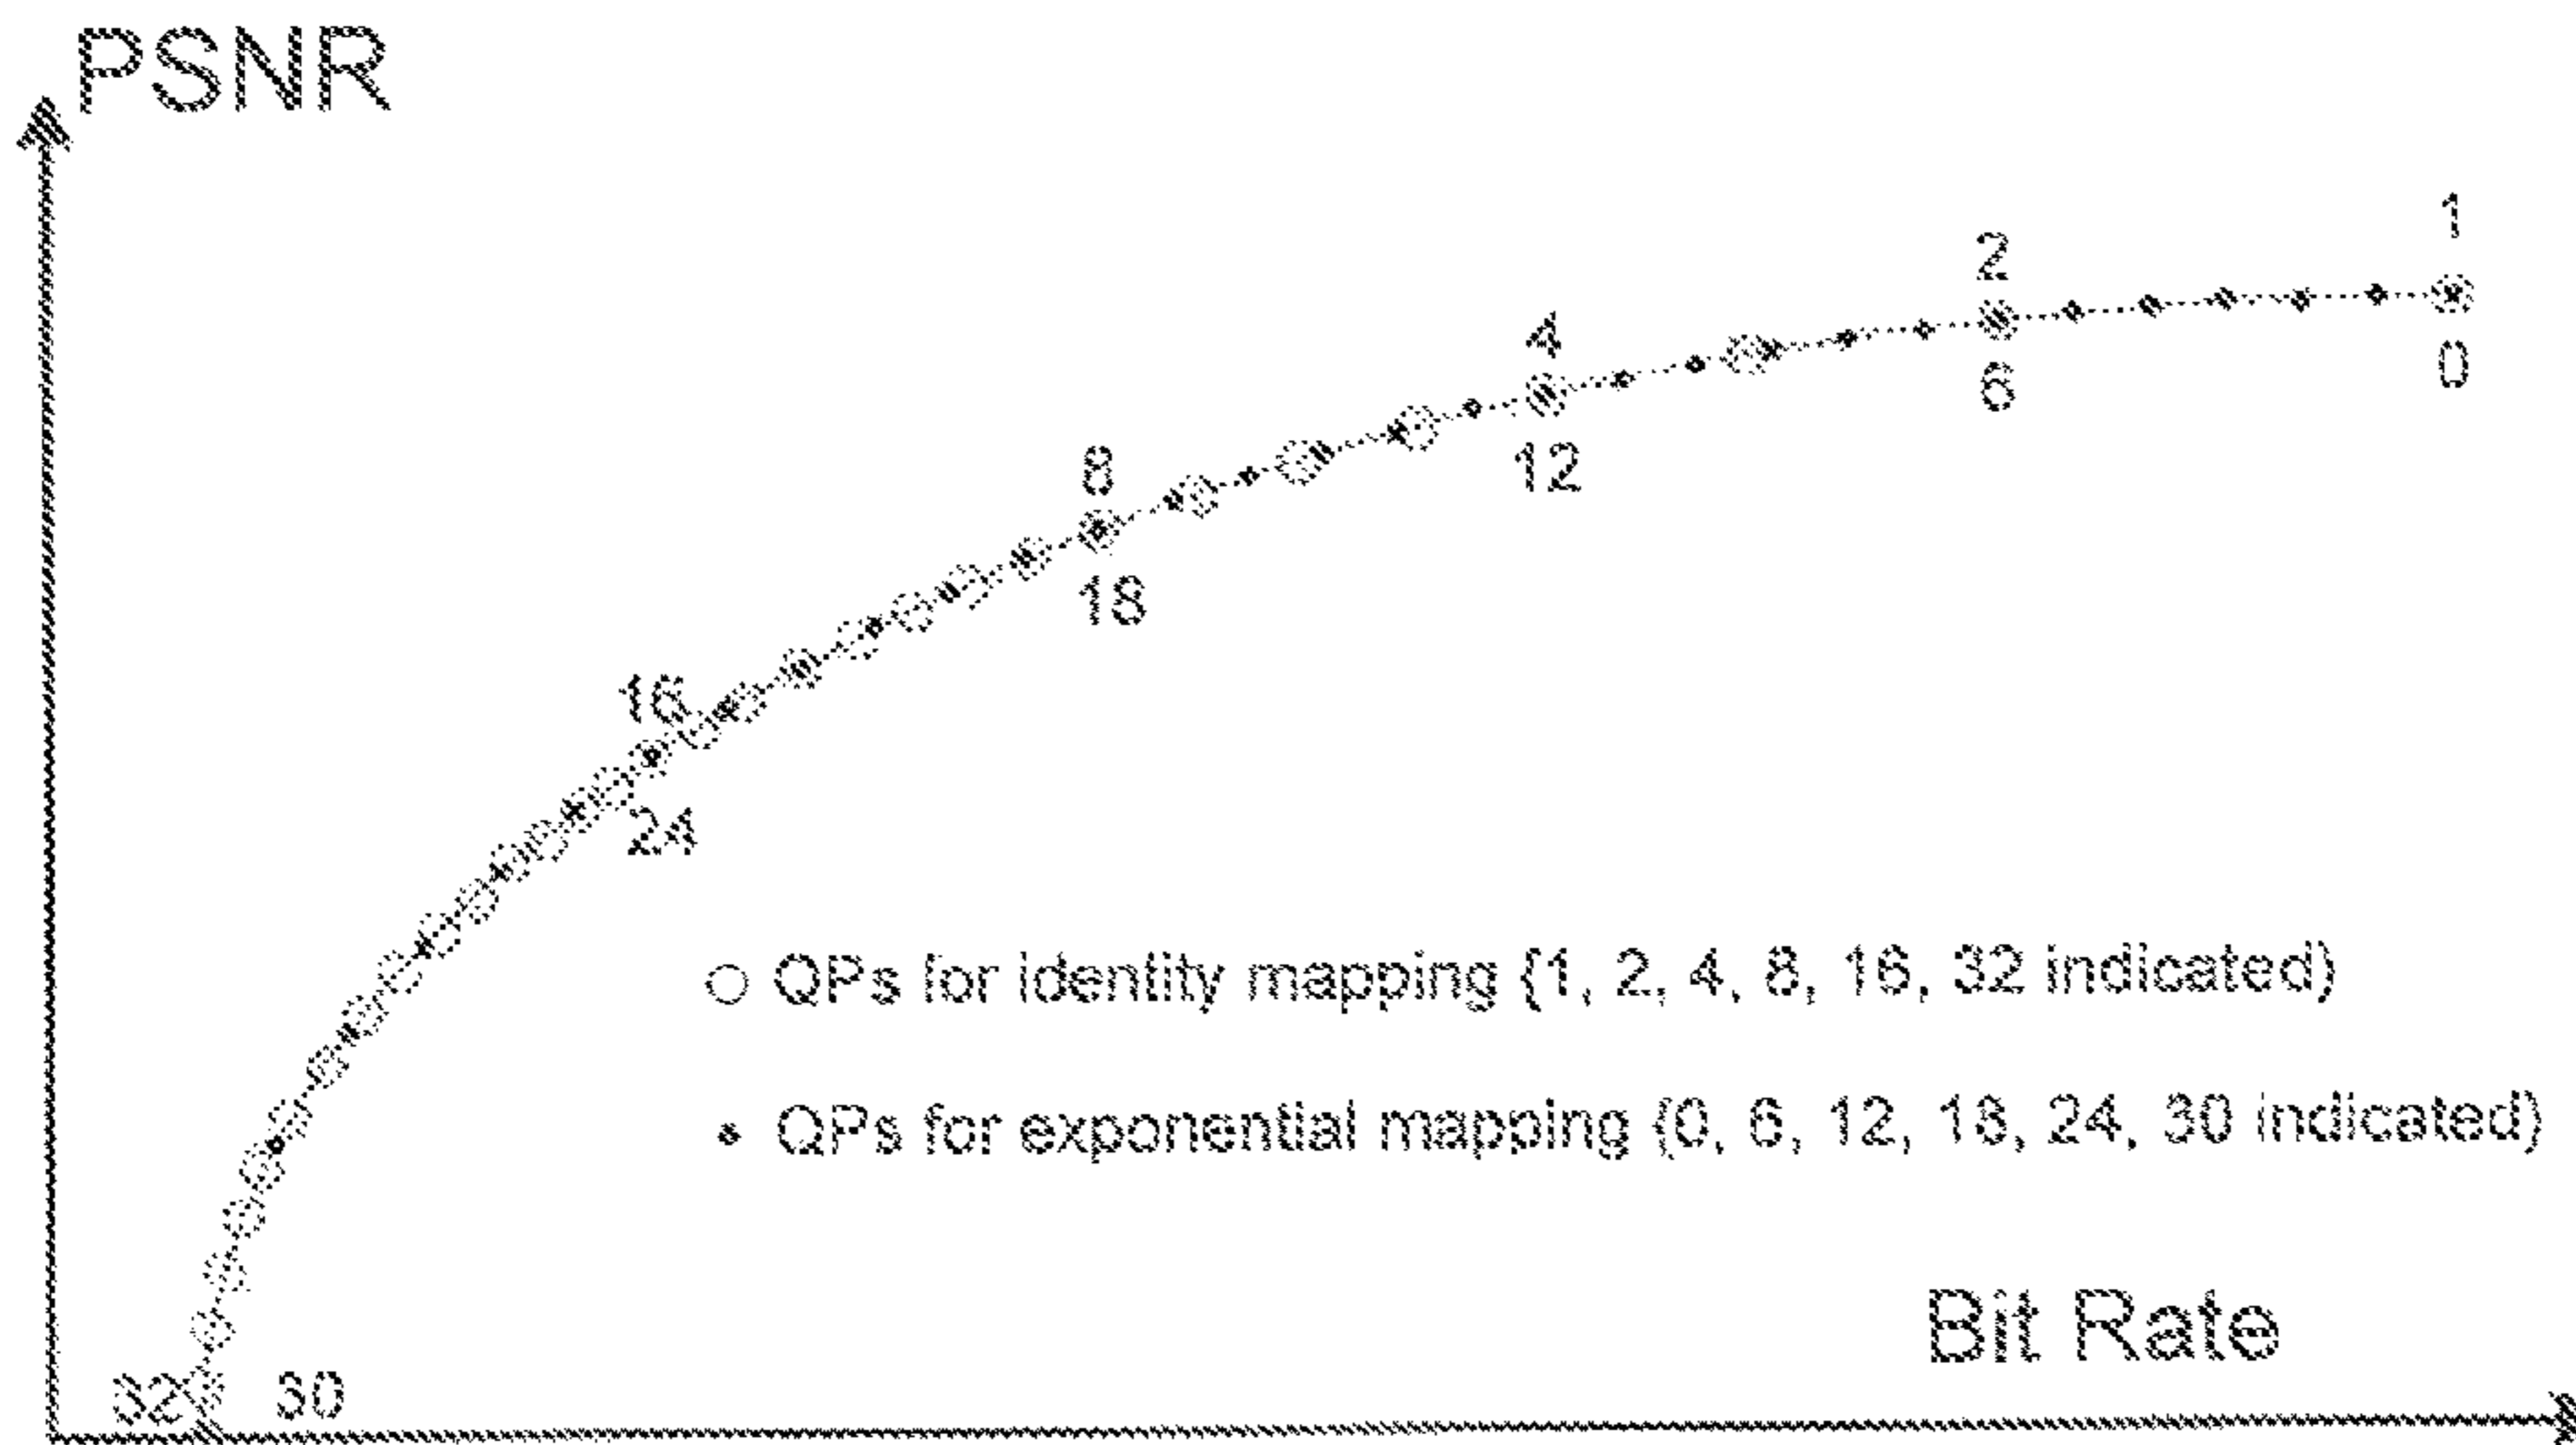 PSNR
1
2
4
0
6
8
12
18
16
24
○ QPs for identity mapping (1, 2, 4, 8, 16, 32 indicated)
• QPs for exponential mapping (0, 6, 12, 18, 24, 30 indicated)
Bit Rate
32 30